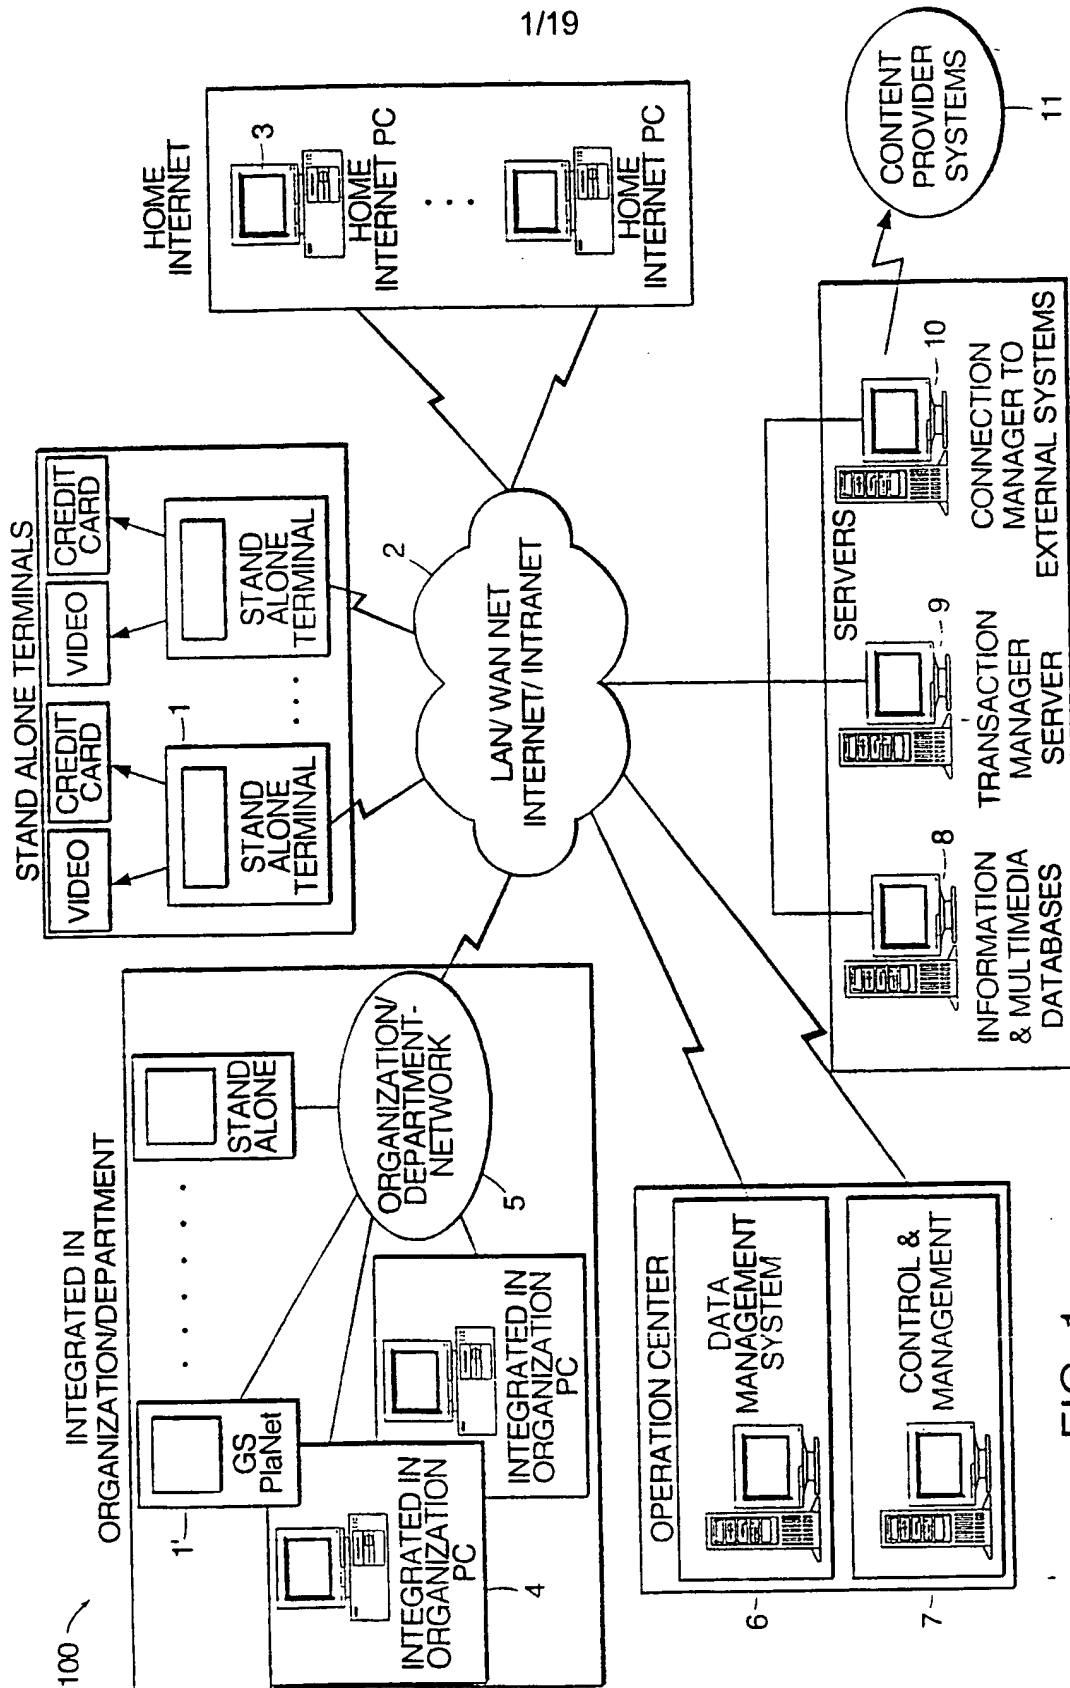 1/19
100
INTEGRATED IN
ORGANIZATION/DEPARTMENT
1'
GS
PlaNet
. . . . . .
STAND
ALONE
INTEGRATED IN
ORGANIZATION
PC
4
INTEGRATED IN
ORGANIZATION
PC
ORGANIZATION/
DEPARTMENT-
NETWORK
5
STAND ALONE TERMINALS
VIDEO
CREDIT
CARD
VIDEO
CREDIT
CARD
1
STAND
ALONE
TERMINAL
. . .
STAND
ALONE
TERMINAL
HOME
INTERNET
3
HOME
INTERNET PC
. . .
HOME
INTERNET PC
2
LAN/ WAN NET
INTERNET/ INTRANET
OPERATION CENTER
DATA
MANAGEMENT
SYSTEM
6
CONTROL &
MANAGEMENT
7
SERVERS
8
INFORMATION
& MULTIMEDIA
DATABASES
9
TRANSACTION
MANAGER
SERVER
10
CONNECTION
MANAGER TO
EXTERNAL SYSTEMS
CONTENT
PROVIDER
SYSTEMS
11